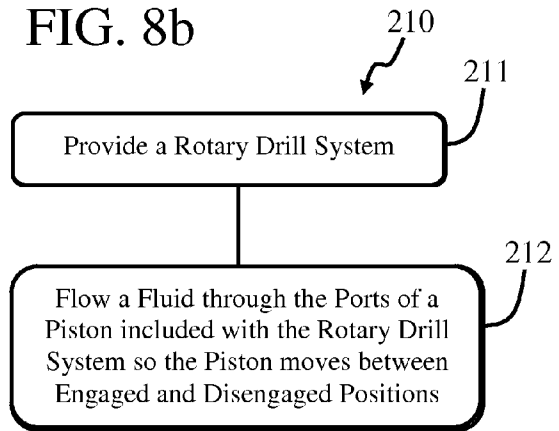 FIG. 8b
210
211
Provide a Rotary Drill System
212
Flow a Fluid through the Ports of a
Piston included with the Rotary Drill
System so the Piston moves between
Engaged and Disengaged Positions